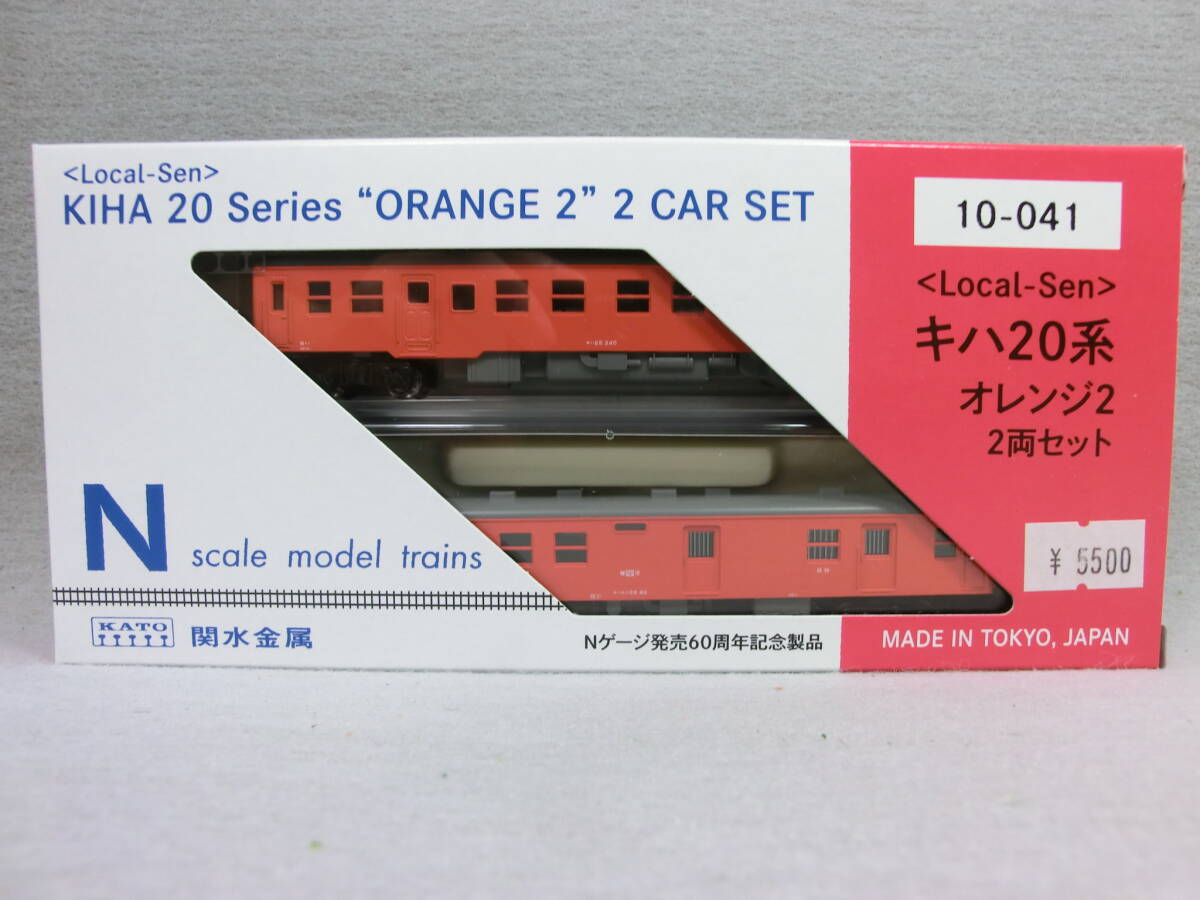 <Local-Sen>
KIHA 20 Series “ORANGE 2” 2 CAR SET
10-041
<Local-Sen>
キハ20系
オレンジ2
2両セット
¥ 5500
N scale model trains
KATO 関水金属
Nゲージ発売60周年記念製品
MADE IN TOKYO, JAPAN